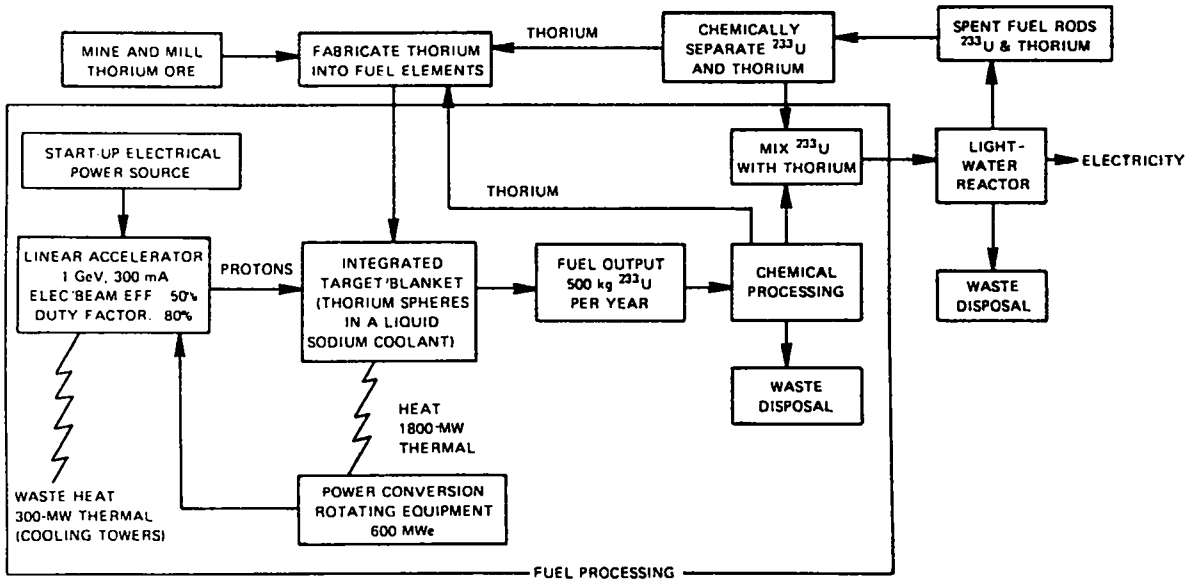 MINE AND MILL
THORIUM ORE
FABRICATE THORIUM
INTO FUEL ELEMENTS
THORIUM
CHEMICALLY
SEPARATE ²³³U
AND THORIUM
SPENT FUEL RODS
²³³U & THORIUM
START-UP ELECTRICAL
POWER SOURCE
MIX ²³³U
WITH THORIUM
LIGHT-
WATER
REACTOR
ELECTRICITY
THORIUM
LINEAR ACCELERATOR
1 GeV, 300 mA
ELEC'BEAM EFF 50%
DUTY FACTOR. 80%
PROTONS
INTEGRATED
TARGET'BLANKET
(THORIUM SPHERES
IN A LIQUID
SODIUM COOLANT)
FUEL OUTPUT
500 kg ²³³U
PER YEAR
CHEMICAL
PROCESSING
WASTE
DISPOSAL
WASTE
DISPOSAL
HEAT
1800-MW
THERMAL
WASTE HEAT
300-MW THERMAL
(COOLING TOWERS)
POWER CONVERSION
ROTATING EQUIPMENT
600 MWe
FUEL PROCESSING